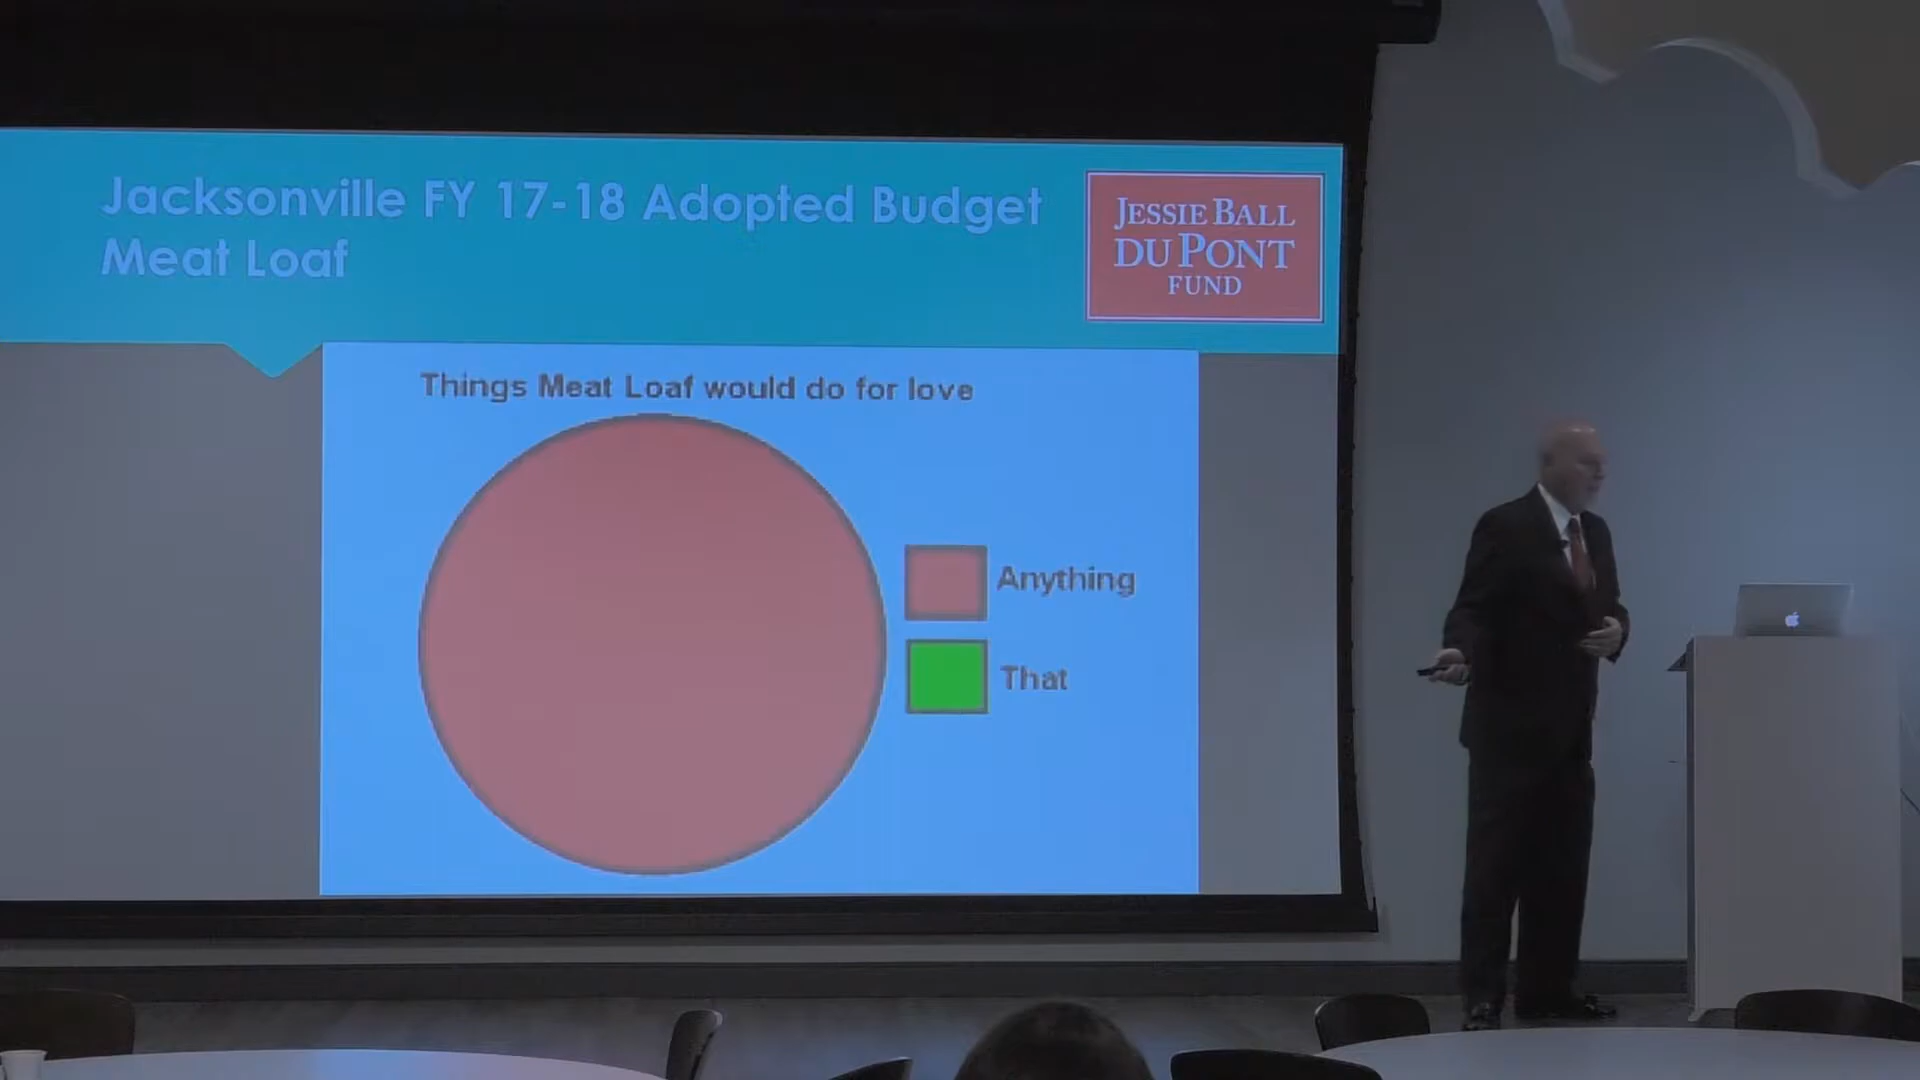 Jacksonville FY 17-18 Adopted Budget
Meat Loaf
JESSIE BALL
DU PONT
FUND
Things Meat Loaf would do for love
Anything
That